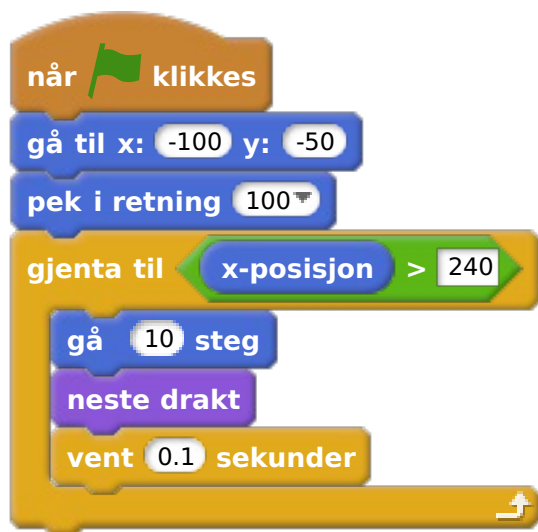 når klikkes
gå til x: -100 y: -50
pek i retning 100
gjenta til x-posisjon > 240
gå 10 steg
neste drakt
vent 0.1 sekunder